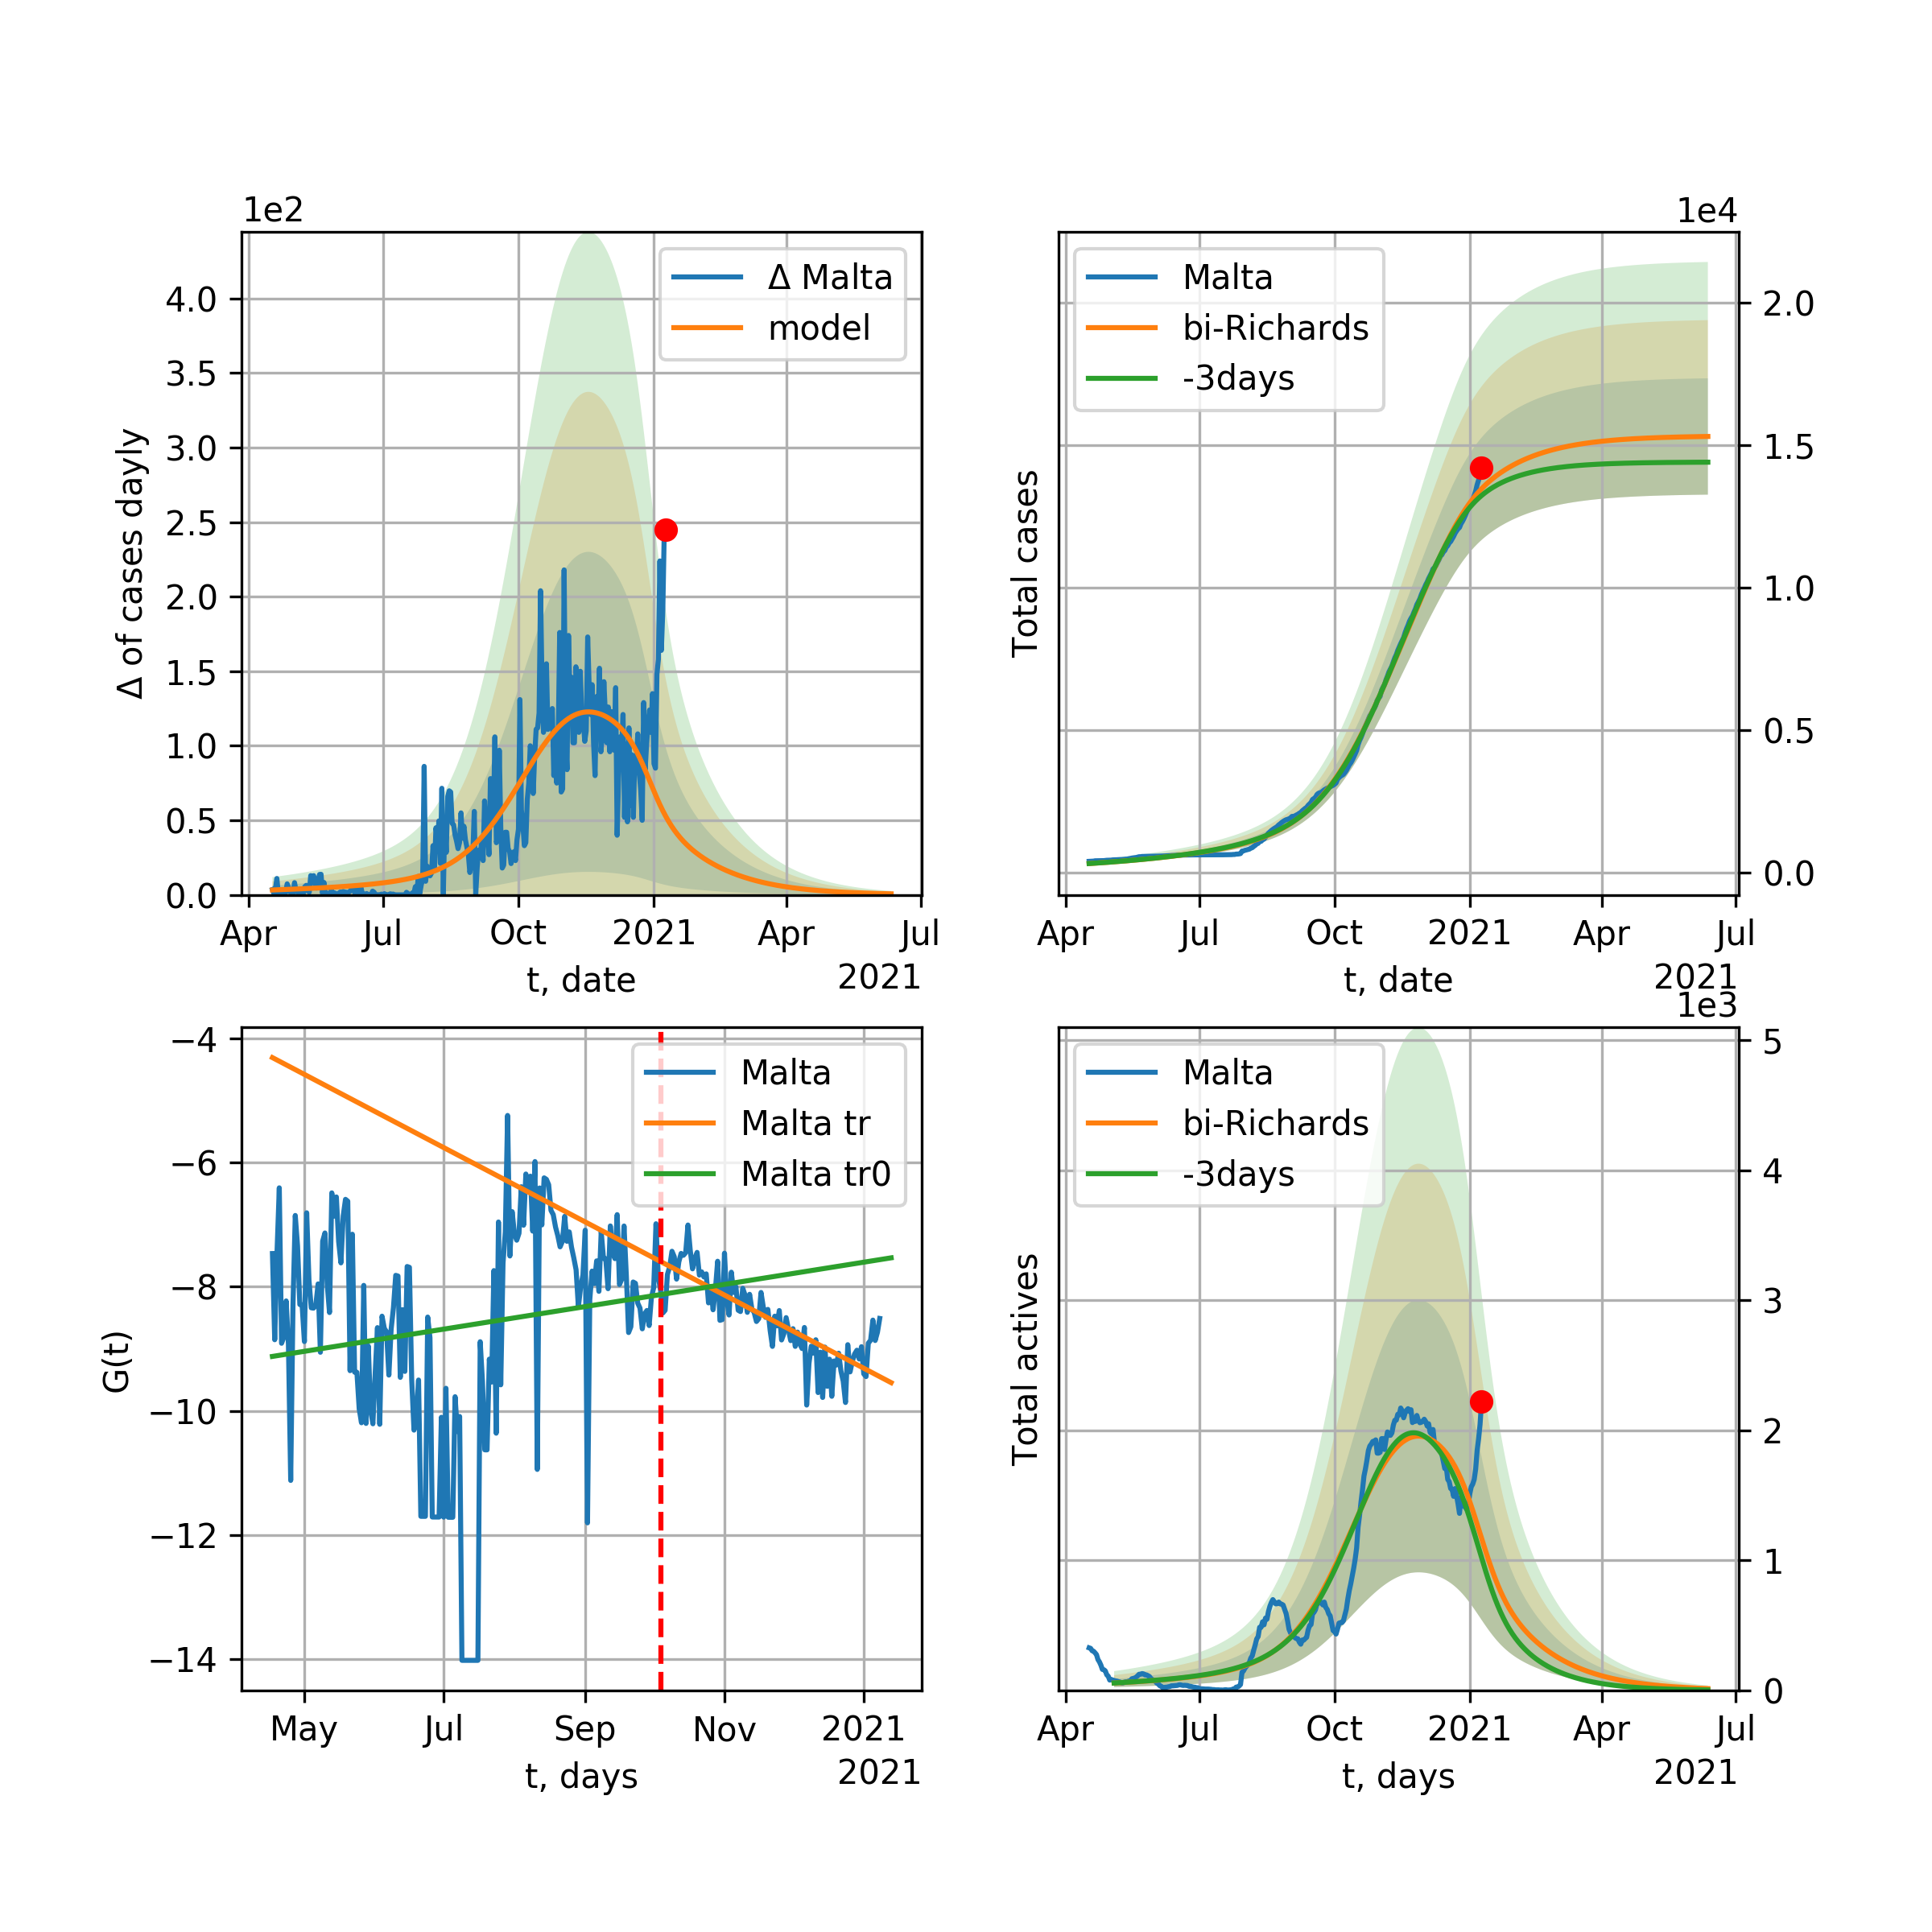 1e2
Δ of cases dayly
4.0
3.5
3.0
2.5
2.0
1.5
1.0
0.5
0.0
Δ Malta
model
Apr Jul Oct 2021 Apr Jul
t, date
2021
1e4
Total cases
Malta
bi-Richards
-3days
2.0
1.5
1.0
0.5
0.0
Apr Jul Oct 2021 Apr Jul
t, date
2021
G(t)
−4
−6
−8
−10
−12
−14
Malta
Malta tr
Malta tr0
May Jul Sep Nov 2021
t, days
2021
1e3
Total actives
Malta
bi-Richards
-3days
5
4
3
2
1
0
Apr Jul Oct 2021 Apr Jul
t, days
2021